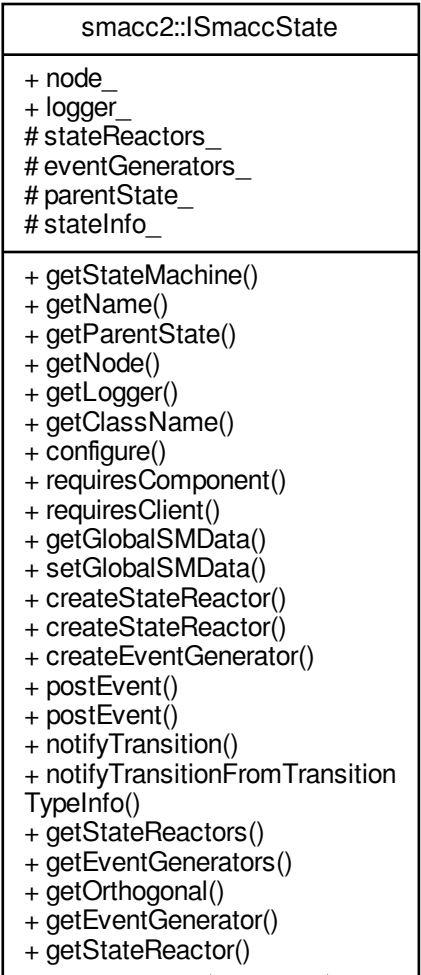 smacc2::ISmaccState
+ node_
+ logger_
# stateReactors_
# eventGenerators_
# parentState_
# stateInfo_
+ getStateMachine()
+ getName()
+ getParentState()
+ getNode()
+ getLogger()
+ getClassName()
+ configure()
+ requiresComponent()
+ requiresClient()
+ getGlobalSMData()
+ setGlobalSMData()
+ createStateReactor()
+ createStateReactor()
+ createEventGenerator()
+ postEvent()
+ postEvent()
+ notifyTransition()
+ notifyTransitionFromTransition
TypeInfo()
+ getStateReactors()
+ getEventGenerators()
+ getOrthogonal()
+ getEventGenerator()
+ getStateReactor()